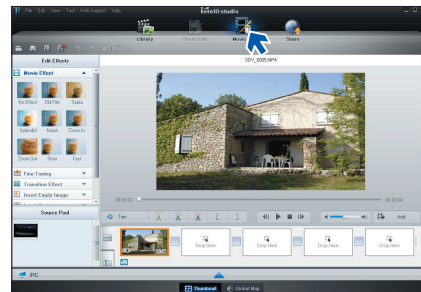 File Edit View Tool Web Support Help
Intelli-studio
Library
Photo Edit
Movie
Share
Edit Effects
SDV_0005.MP4
Movie Effect
No Effect Old Film Sepia
Splendid Noise Zoom In
Zoom Out Slow Fast
Fine-Tuning
Transition Effect
Insert Empty Image
Source Pool
00:00:00
00:00:04
Trim
Add
Drop Here Drop Here Drop Here Drop Here
PC
Thumbnail Global Map